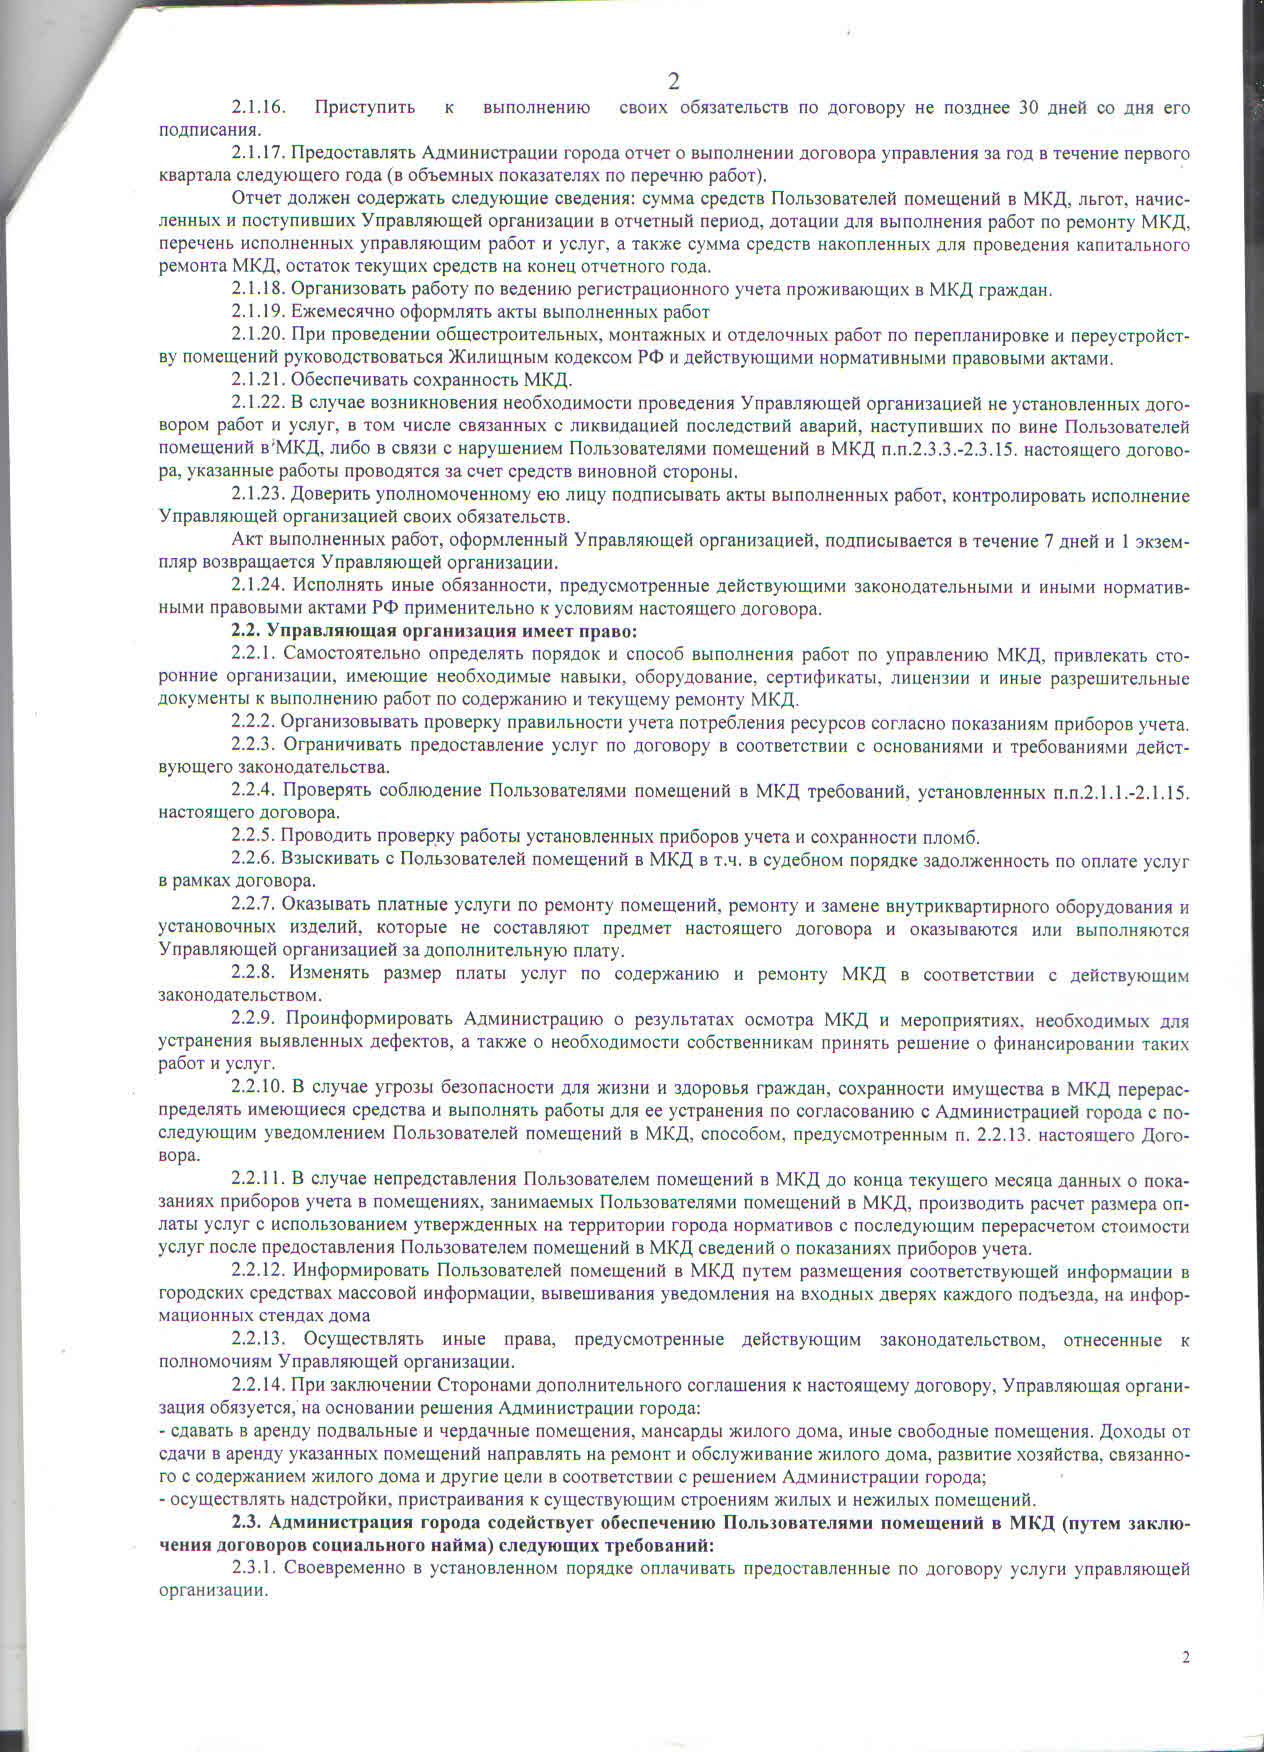 2
2.1.16. Приступить к выполнению своих обязательств по договору не позднее 30 дней со дня его
подписания.
2.1.17. Предоставлять Администрации города отчет о выполнении договора управления за год в течение первого
квартала следующего года (в объемных показателях по перечню работ).
Отчет должен содержать следующие сведения: сумма средств Пользователей помещений в МКД, льгот, начис-
ленных и поступивших Управляющей организации в отчетный период, дотации для выполнения работ по ремонту МКД,
перечень исполненных управляющим работ и услуг, а также сумма средств накопленных для проведения капитального
ремонта МКД, остаток текущих средств на конец отчетного года.
2.1.18. Организовать работу по ведению регистрационного учета проживающих в МКД граждан.
2.1.19. Ежемесячно оформлять акты выполненных работ
2.1.20. При проведении общестроительных, монтажных и отделочных работ по перепланировке и переустройст-
ву помещений руководствоваться Жилищным кодексом РФ и действующими нормативными правовыми актами.
2.1.21. Обеспечивать сохранность МКД.
2.1.22. В случае возникновения необходимости проведения Управляющей организацией не установленных дого-
вором работ и услуг, в том числе связанных с ликвидацией последствий аварий, наступивших по вине Пользователей
помещений в МКД, либо в связи с нарушением Пользователями помещений в МКД п.п.2.3.3.-2.3.15. настоящего догово-
ра, указанные работы проводятся за счет средств виновной стороны.
2.1.23. Доверить уполномоченному ею лицу подписывать акты выполненных работ, контролировать исполнение
Управляющей организацией своих обязательств.
Акт выполненных работ, оформленный Управляющей организацией, подписывается в течение 7 дней и 1 экзем-
пляр возвращается Управляющей организации.
2.1.24. Исполнять иные обязанности, предусмотренные действующими законодательными и иными норматив-
ными правовыми актами РФ применительно к условиям настоящего договора.
2.2. Управляющая организация имеет право:
2.2.1. Самостоятельно определять порядок и способ выполнения работ по управлению МКД, привлекать сто-
ронние организации, имеющие необходимые навыки, оборудование, сертификаты, лицензии и иные разрешительные
документы к выполнению работ по содержанию и текущему ремонту МКД.
2.2.2. Организовывать проверку правильности учета потребления ресурсов согласно показаниям приборов учета.
2.2.3. Ограничивать предоставление услуг по договору в соответствии с основаниями и требованиями дейст-
вующего законодательства.
2.2.4. Проверять соблюдение Пользователями помещений в МКД требований, установленных п.п.2.1.1.-2.1.15.
настоящего договора.
2.2.5. Проводить проверку работы установленных приборов учета и сохранности пломб.
2.2.6. Взыскивать с Пользователей помещений в МКД в т.ч. в судебном порядке задолженность по оплате услуг
в рамках договора.
2.2.7. Оказывать платные услуги по ремонту помещений, ремонту и замене внутриквартирного оборудования и
установочных изделий, которые не составляют предмет настоящего договора и оказываются или выполняются
Управляющей организацией за дополнительную плату.
2.2.8. Изменять размер платы услуг по содержанию и ремонту МКД в соответствии с действующим
законодательством.
2.2.9. Проинформировать Администрацию о результатах осмотра МКД и мероприятиях, необходимых для
устранения выявленных дефектов, а также о необходимости собственникам принять решение о финансировании таких
работ и услуг.
2.2.10. В случае угрозы безопасности для жизни и здоровья граждан, сохранности имущества в МКД перерас-
пределять имеющиеся средства и выполнять работы для ее устранения по согласованию с Администрацией города с по-
следующим уведомлением Пользователей помещений в МКД, способом, предусмотренным п. 2.2.13. настоящего Дого-
вора.
2.2.11. В случае непредставления Пользователем помещений в МКД до конца текущего месяца данных о пока-
заниях приборов учета в помещениях, занимаемых Пользователями помещений в МКД, производить расчет размера оп-
латы услуг с использованием утвержденных на территории города нормативов с последующим перерасчетом стоимости
услуг после предоставления Пользователем помещений в МКД сведений о показаниях приборов учета.
2.2.12. Информировать Пользователей помещений в МКД путем размещения соответствующей информации в
городских средствах массовой информации, вывешивания уведомления на входных дверях каждого подъезда, на инфор-
мационных стендах дома
2.2.13. Осуществлять иные права, предусмотренные действующим законодательством, отнесенные к
полномочиям Управляющей организации.
2.2.14. При заключении Сторонами дополнительного соглашения к настоящему договору, Управляющая органи-
зация обязуется, на основании решения Администрации города:
- сдавать в аренду подвальные и чердачные помещения, мансарды жилого дома, иные свободные помещения. Доходы от
сдачи в аренду указанных помещений направлять на ремонт и обслуживание жилого дома, развитие хозяйства, связанно-
го с содержанием жилого дома и другие цели в соответствии с решением Администрации города;
- осуществлять надстройки, пристраивания к существующим строениям жилых и нежилых помещений.
2.3. Администрация города содействует обеспечению Пользователями помещений в МКД (путем заклю-
чения договоров социального найма) следующих требований:
2.3.1. Своевременно в установленном порядке оплачивать предоставленные по договору услуги управляющей
организации.
2